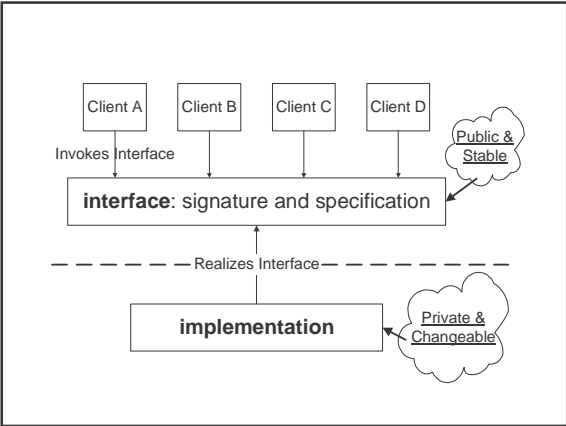 Client A
Client B
Client C
Client D
Public &
Stable
Invokes Interface
interface: signature and specification
Realizes Interface
implementation
Private &
Changeable